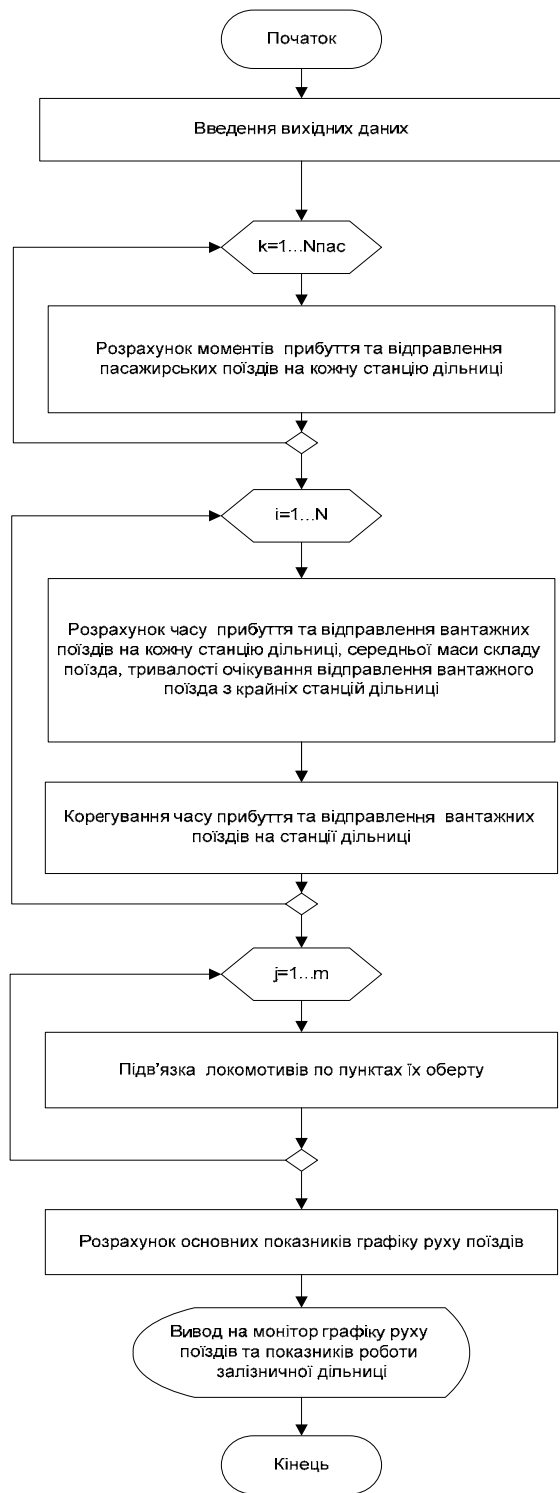 Початок
Введення вихідних даних
k=1...Nпас
Розрахунок моментів прибуття та відправлення
пасажирських поїздів на кожну станцію дільниці
i=1...N
Розрахунок часу прибуття та відправлення вантажних
поїздів на кожну станцію дільниці, середньої маси складу
поїзда, тривалості очікування відправлення вантажного
поїзда з крайніх станцій дільниці
Корегування часу прибуття та відправлення вантажних
поїздів на станції дільниці
j=1...m
Підв’язка локомотивів по пунктах їх оберту
Розрахунок основних показників графіку руху поїздів
Вивод на монітор графіку руху
поїздів та показників роботи
залізничної дільниці
Кінець